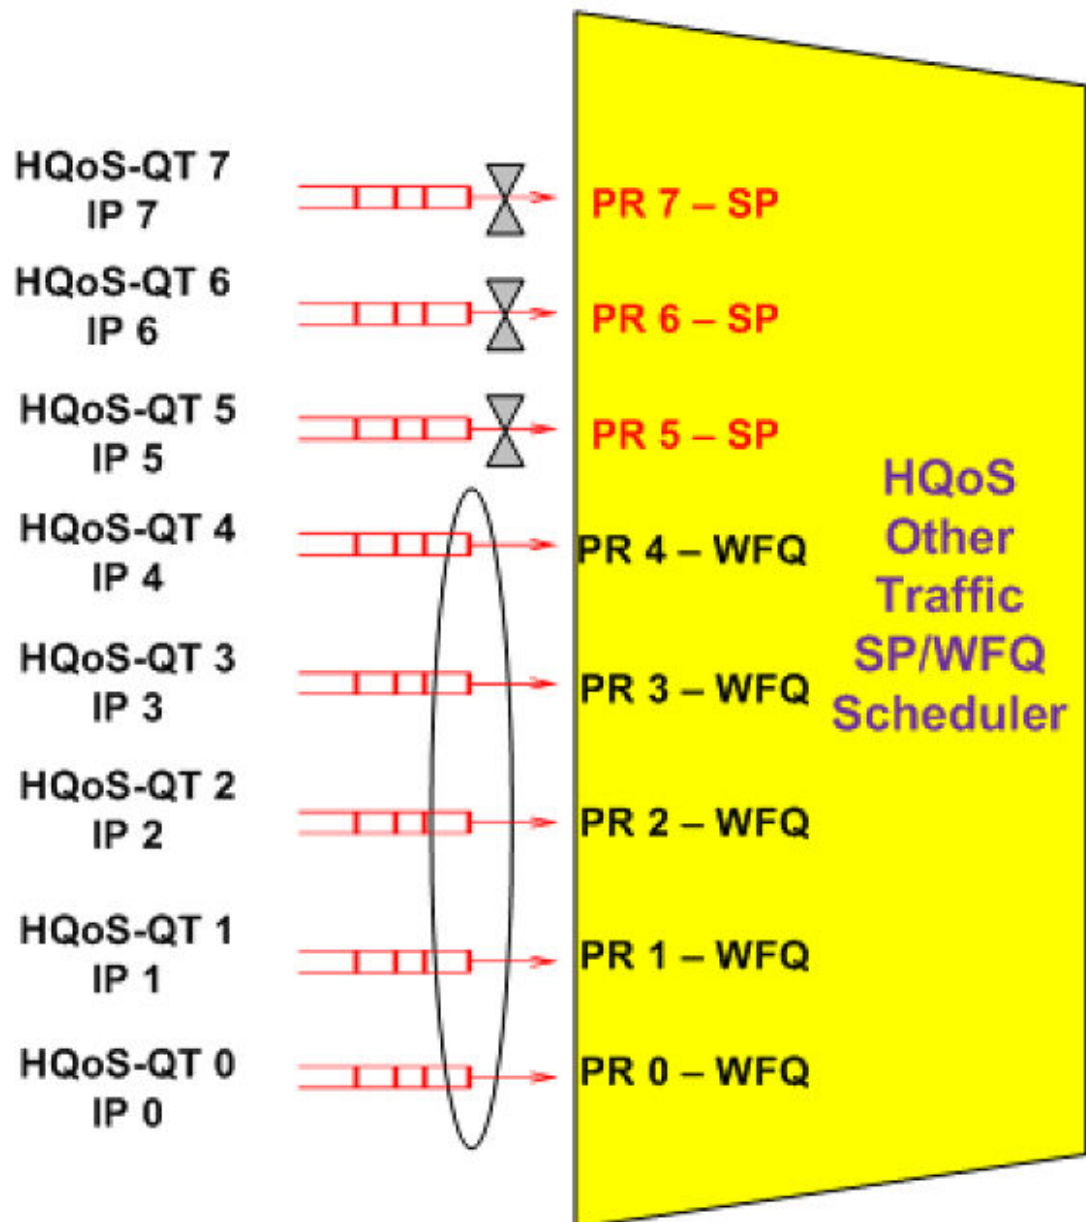 HQoS-QT 7
IP 7
PR 7 – SP
HQoS-QT 6
IP 6
PR 6 – SP
HQoS-QT 5
IP 5
PR 5 – SP
HQoS-QT 4
IP 4
PR 4 – WFQ
HQoS-QT 3
IP 3
PR 3 – WFQ
HQoS-QT 2
IP 2
PR 2 – WFQ
HQoS-QT 1
IP 1
PR 1 – WFQ
HQoS-QT 0
IP 0
PR 0 – WFQ
HQoS
Other
Traffic
SP/WFQ
Scheduler